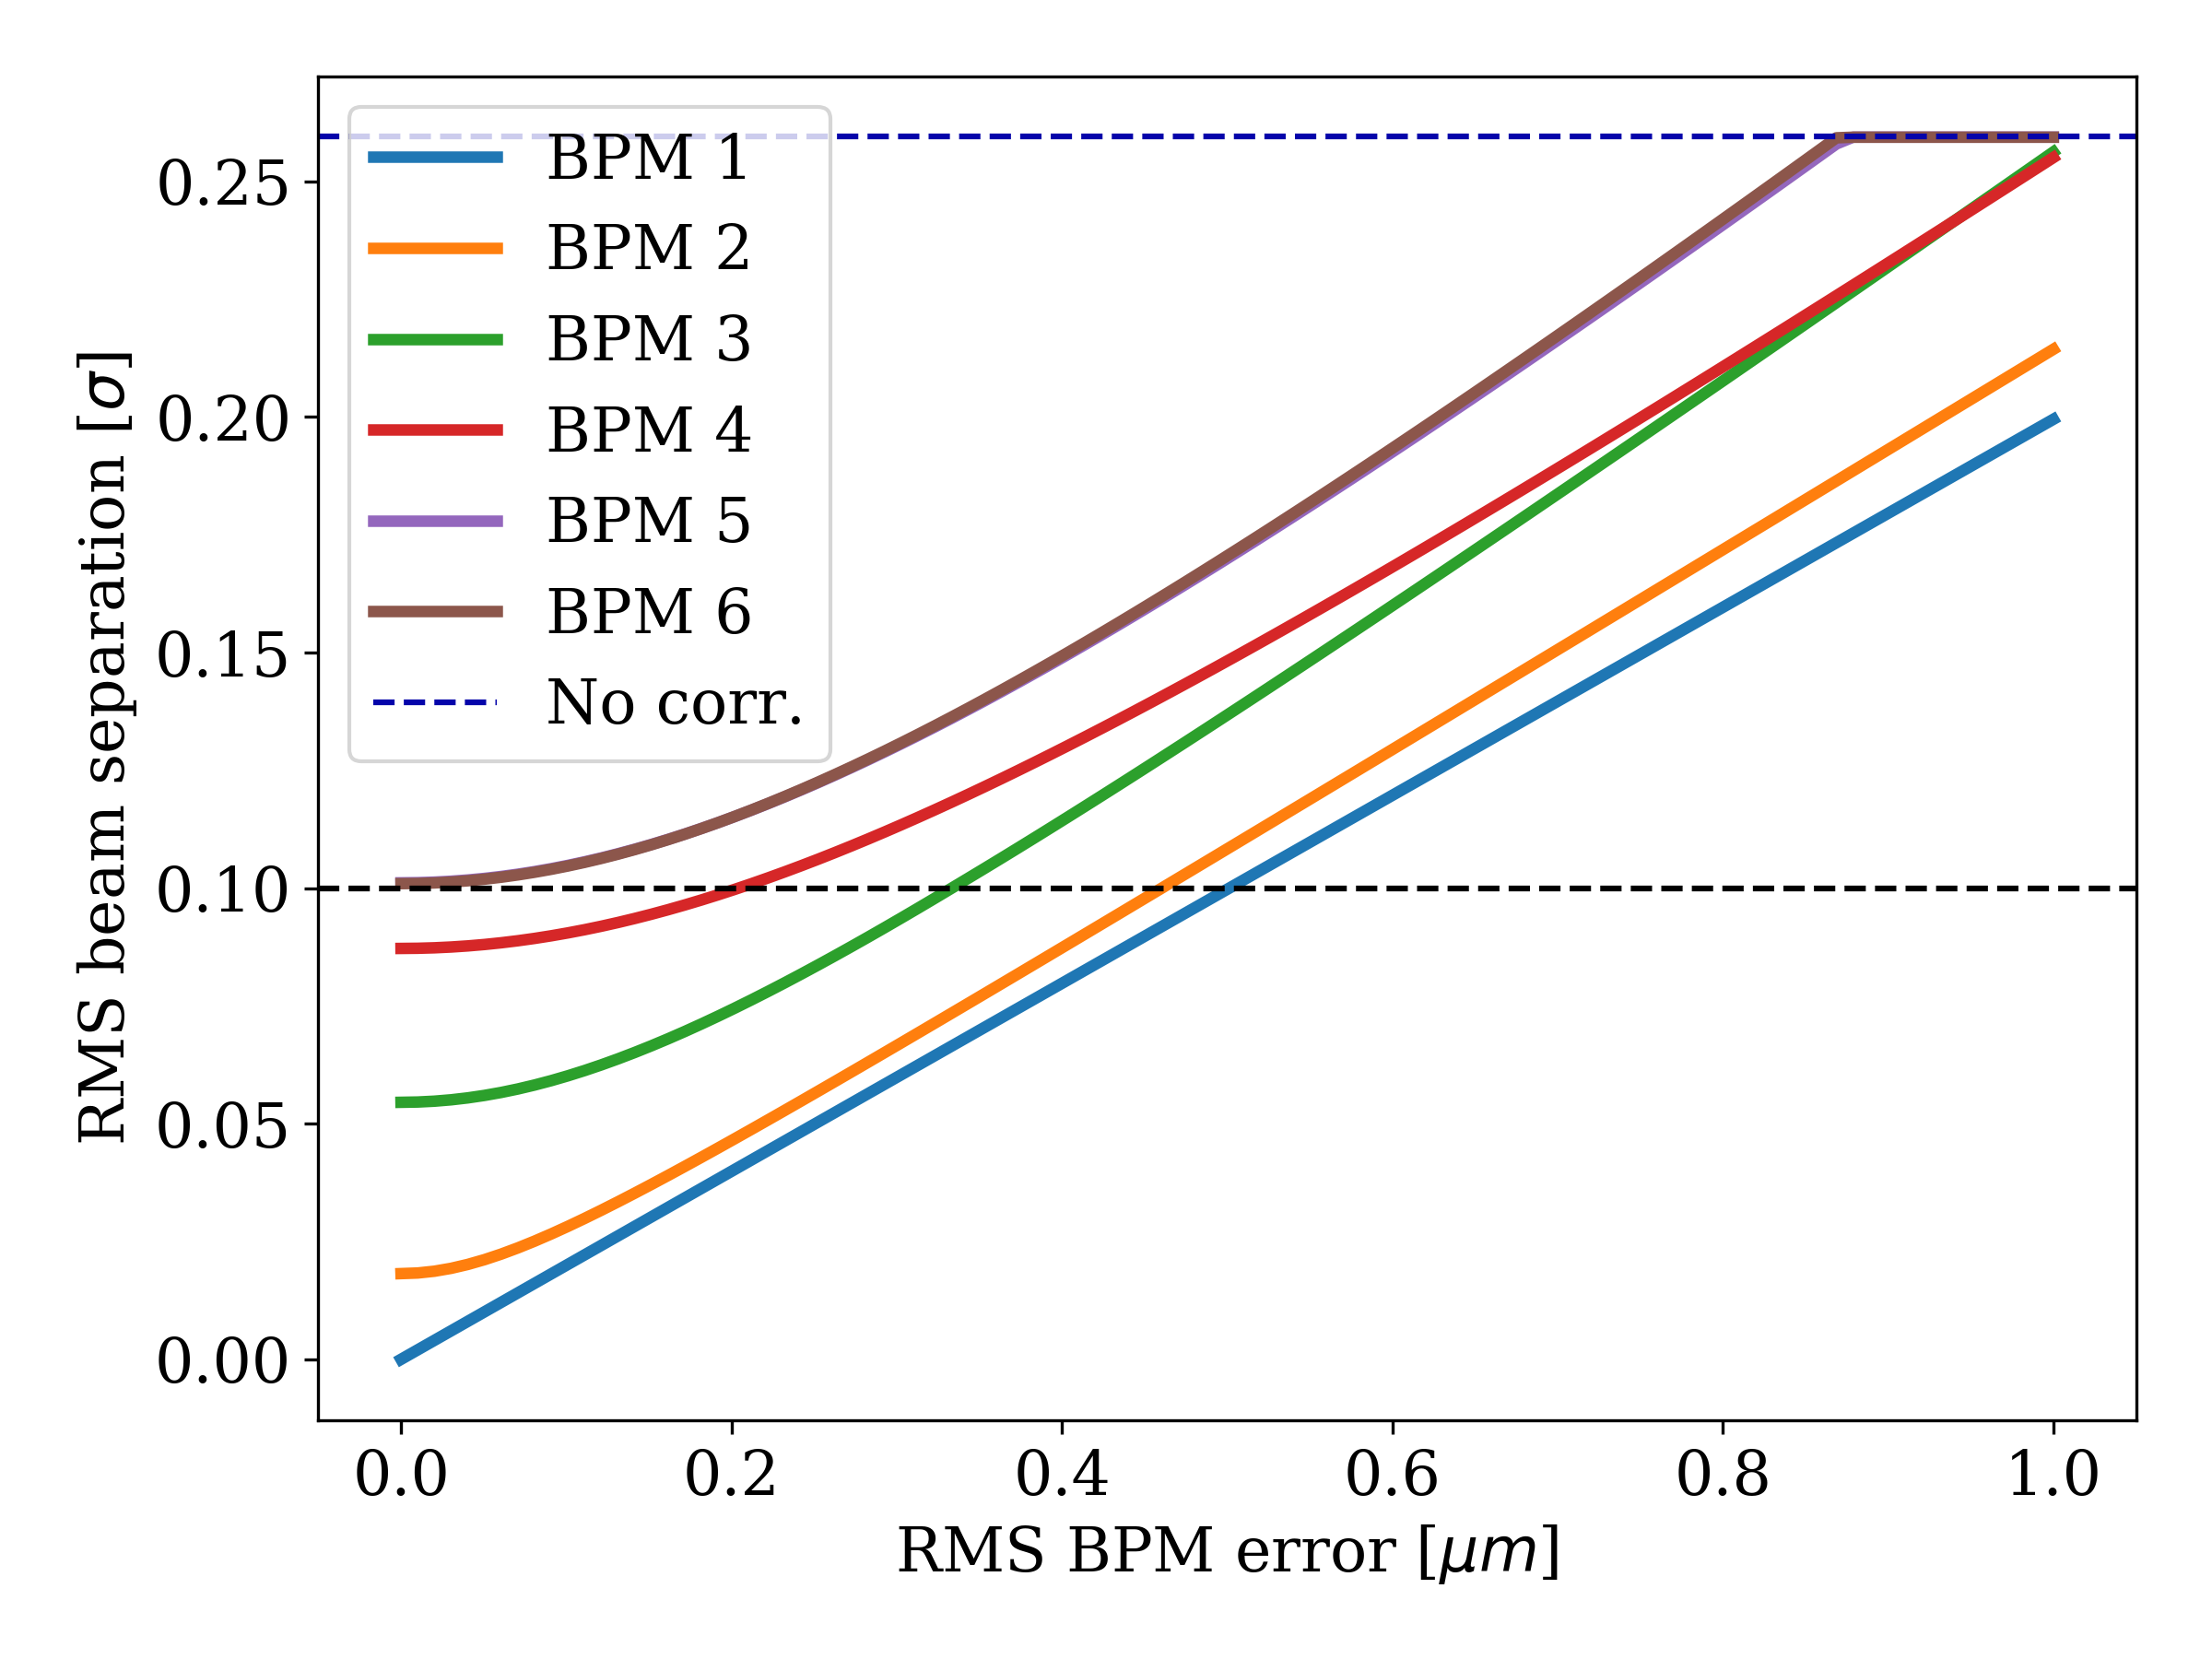 RMS beam separation [σ]
0.25
0.20
0.15
0.10
0.05
0.00
BPM 1
BPM 2
BPM 3
BPM 4
BPM 5
BPM 6
No corr.
0.0 0.2 0.4 0.6 0.8 1.0
RMS BPM error [μm]